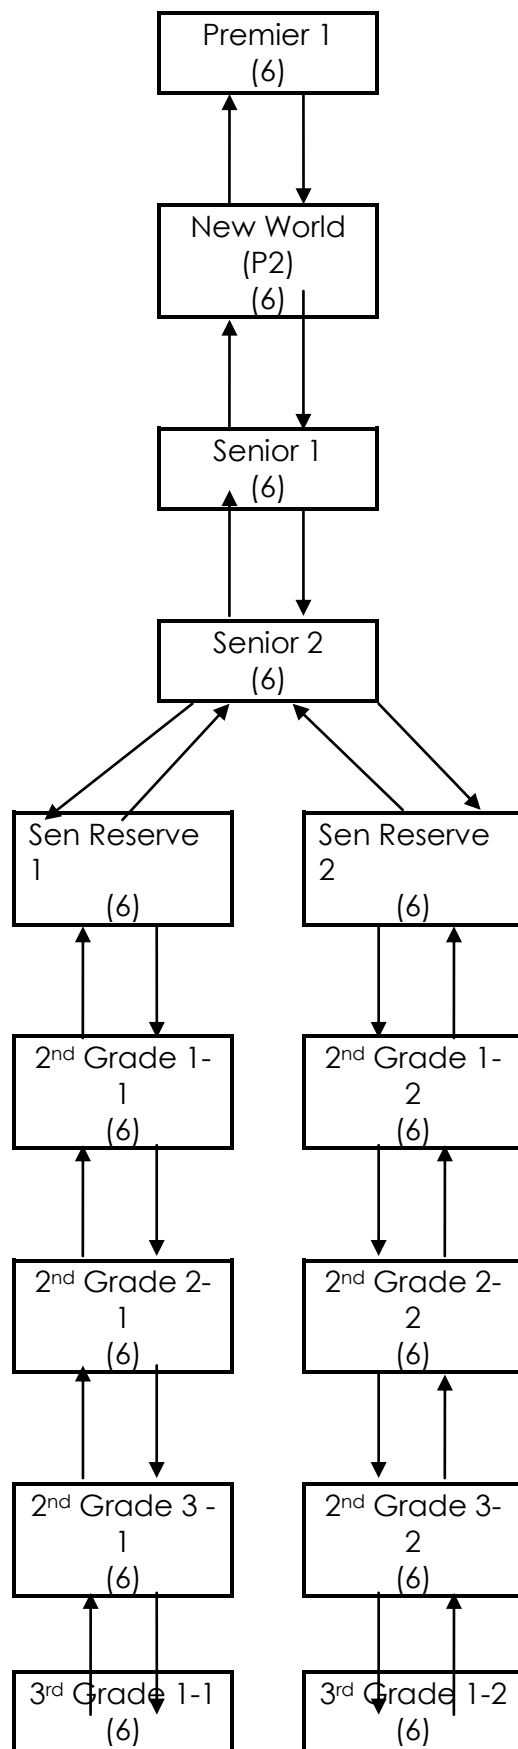 Premier 1
(6)
New World
(P2)
(6)
Senior 1
(6)
Senior 2
(6)
Sen Reserve
1
(6)
Sen Reserve
2
(6)
2nd Grade 1-
1
(6)
2nd Grade 1-
2
(6)
2nd Grade 2-
1
(6)
2nd Grade 2-
2
(6)
2nd Grade 3 -
1
(6)
2nd Grade 3-
2
(6)
3rd Grade 1-1
(6)
3rd Grade 1-2
(6)